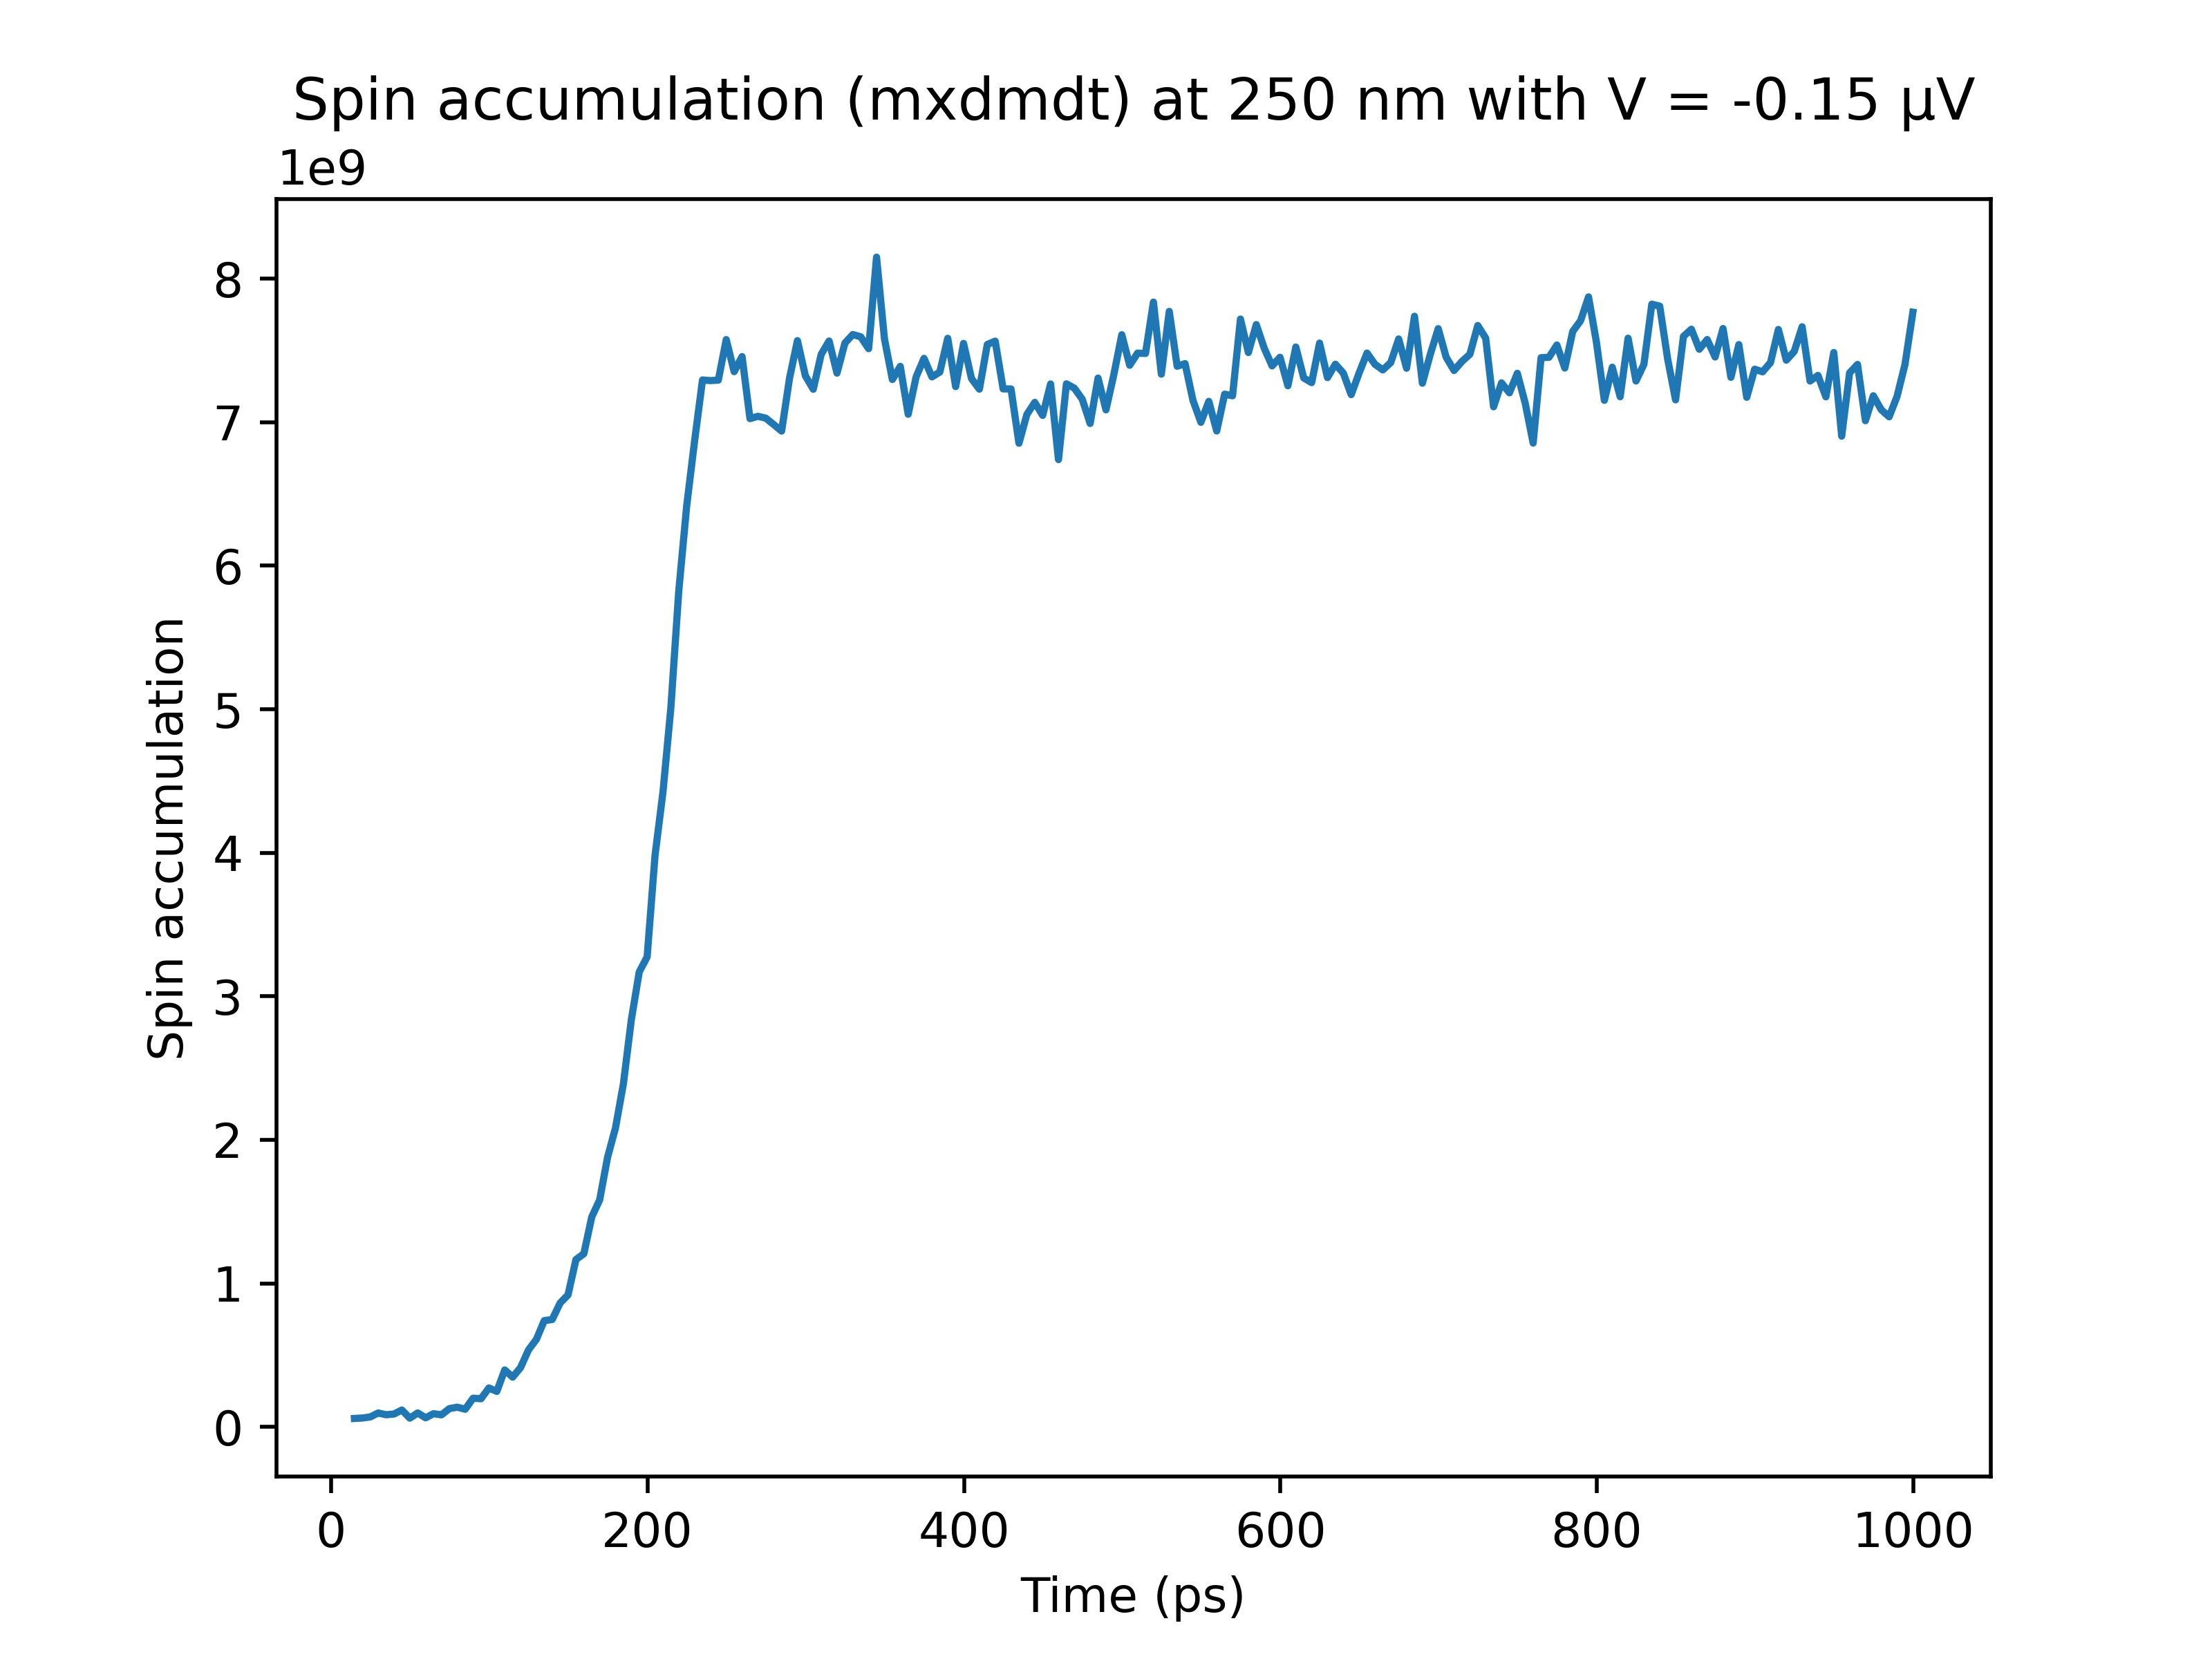 Spin accumulation (mxdmdt) at 250 nm with V = -0.15 µV
1e9
8
7
6
5
4
3
2
1
0
Spin accumulation
0 200 400 600 800 1000
Time (ps)